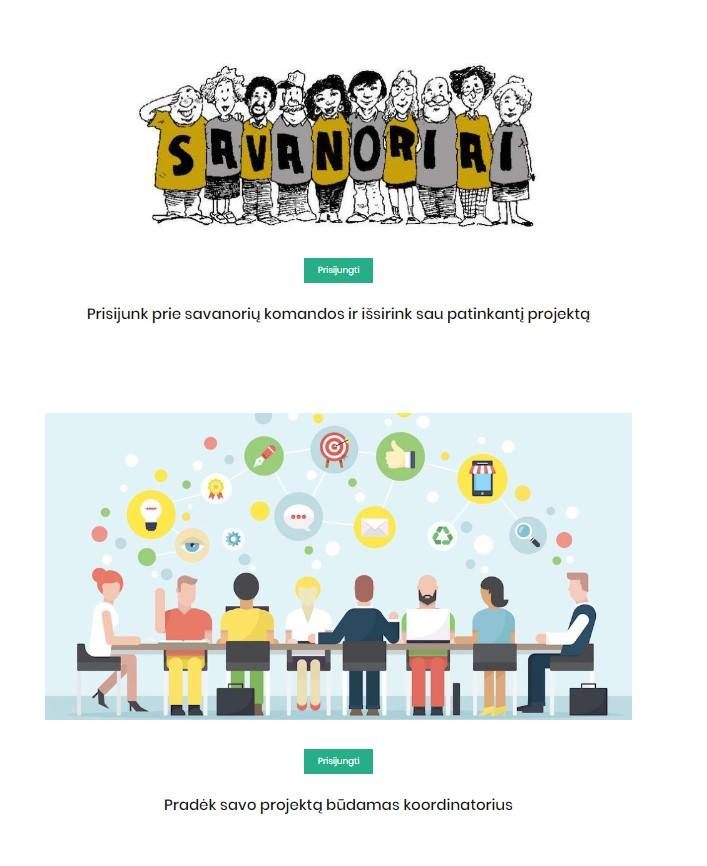 SAVANORIAI
Prisijungti
Prisijunk prie savanorių komandos ir išsirink sau patinkantį projektą
Prisijungti
Pradėk savo projektą būdamas koordinatorius